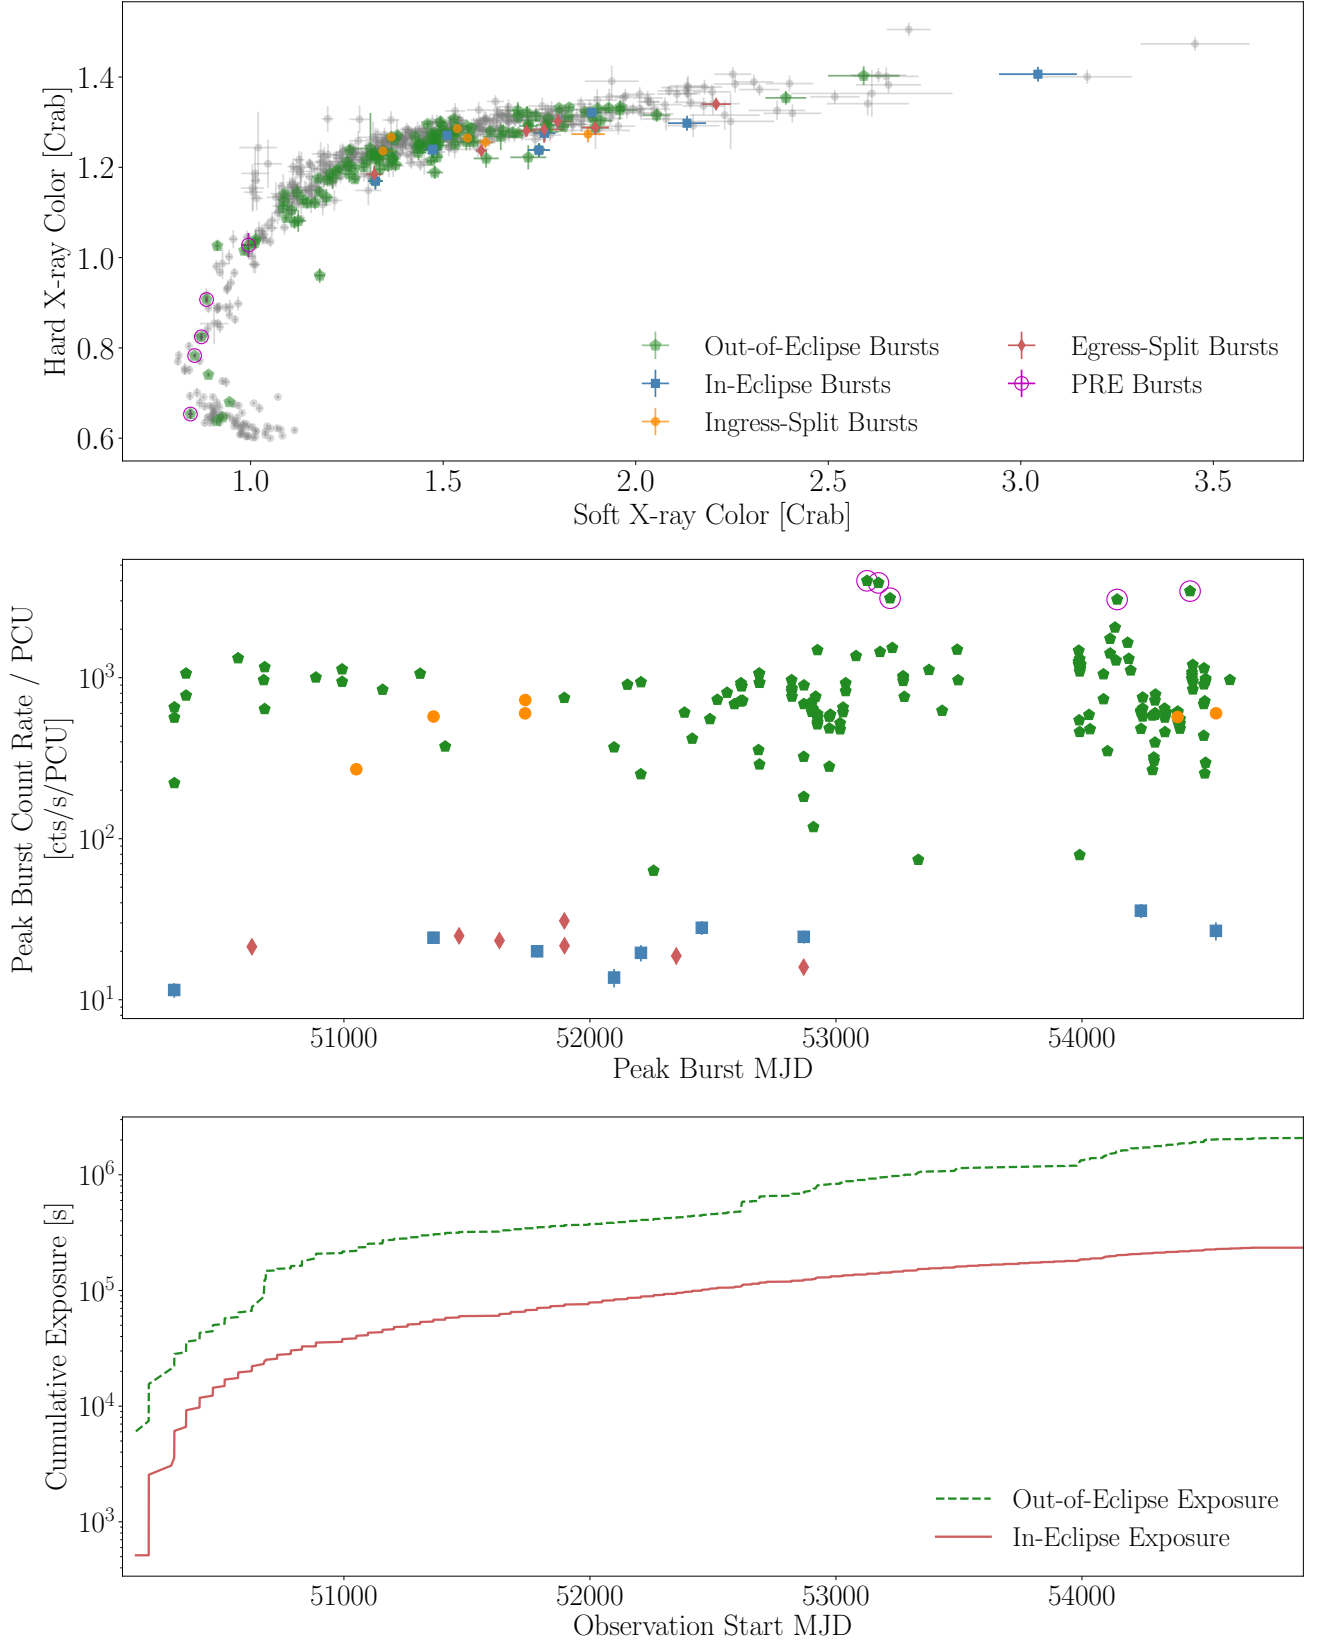 Hard X-ray Color [Crab]
1.4
1.2
1.0
0.8
0.6
Out-of-Eclipse Bursts
In-Eclipse Bursts
Ingress-Split Bursts
Egress-Split Bursts
PRE Bursts
1.0 1.5 2.0 2.5 3.0 3.5
Soft X-ray Color [Crab]
Peak Burst Count Rate / PCU
[cts/s/PCU]
10³
10²
10¹
51000 52000 53000 54000
Peak Burst MJD
Cumulative Exposure [s]
10⁶
10⁵
10⁴
10³
Out-of-Eclipse Exposure
In-Eclipse Exposure
51000 52000 53000 54000
Observation Start MJD